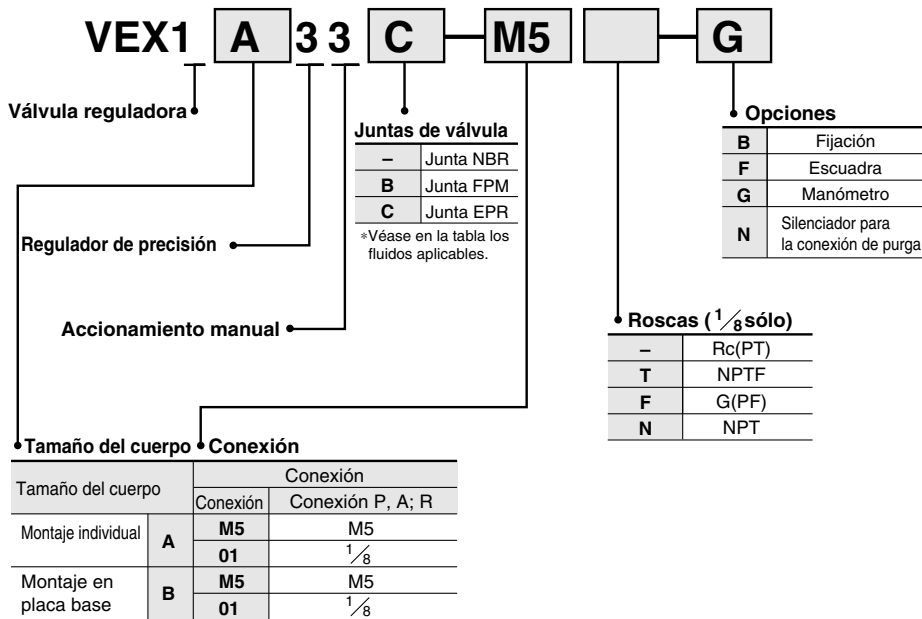 VEX1 A 3 3 C - M5 - G
Válvula reguladora
Regulador de precisión
Accionamiento manual
Juntas de válvula
– Junta NBR
B Junta FPM
C Junta EPR
*Véase en la tabla los
fluidos aplicables.
Opciones
B Fijación
F Escuadra
G Manómetro
N Silenciador para
la conexión de purga
Roscas (1/8 sólo)
– Rc(PT)
T NPTF
F G(PF)
N NPT
Tamaño del cuerpo Conexión
Tamaño del cuerpo Conexión
Conexión Conexión P, A; R
Montaje individual A M5 M5
01 1/8
Montaje en
placa base B M5 M5
01 1/8